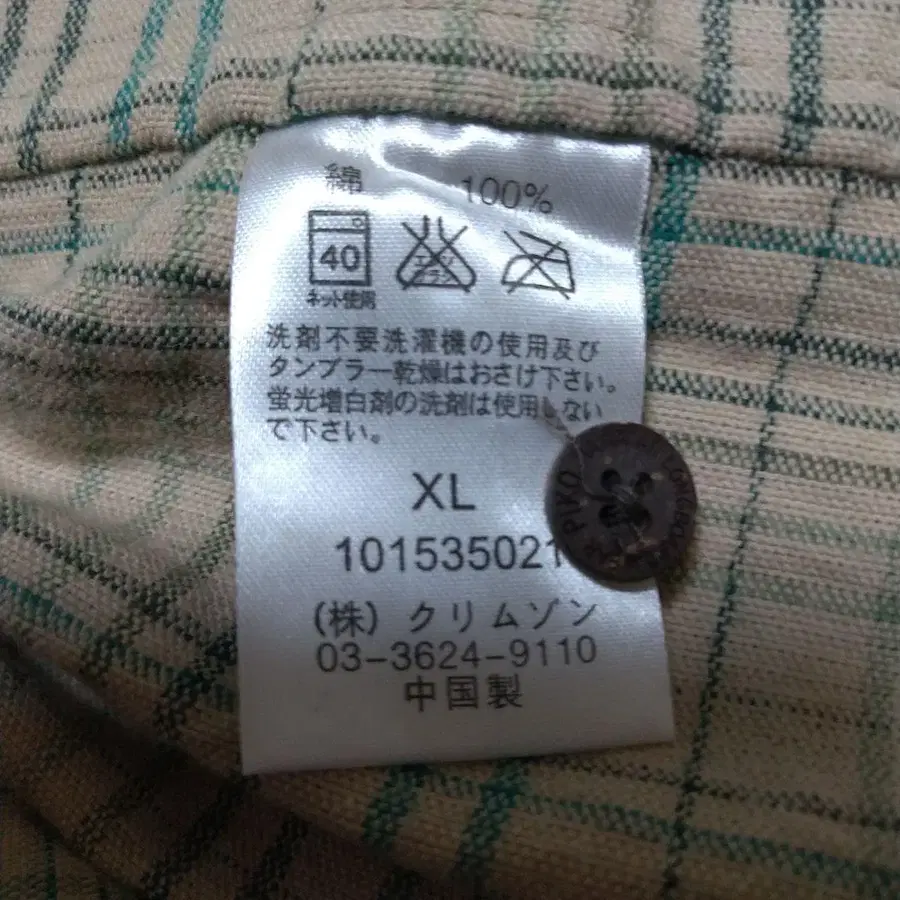 綿 100%
40
ネット使用
洗剤不要洗濯機の使用及び
タンブラー乾燥はおさけ下さい。
蛍光増白剤の洗剤は使用しない
で下さい。
XL
101535021
(株) クリムゾン
03-3624-9110
中国製
PIKO